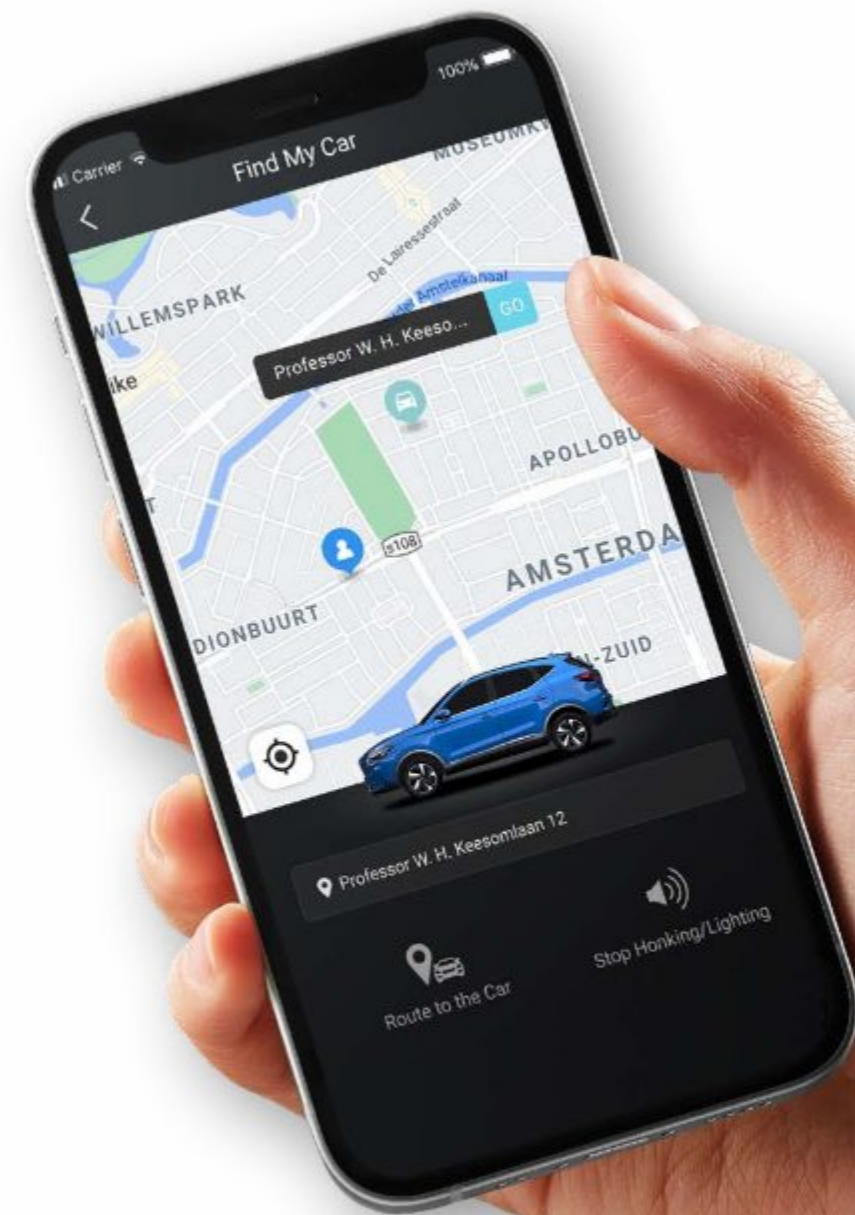 100%
Carrier
Find My Car
MUSEUMK
De Lairessestraat
WILLEMSPARK
Amstelkanaal
Professor W. H. Keeso...
GO
ike
APOLLOBU
T
s108
AMSTERDA
DIONBUURT
N-ZUID
Professor W. H. Keesomlaan 12
Stop Honking/Lighting
Route to the Car